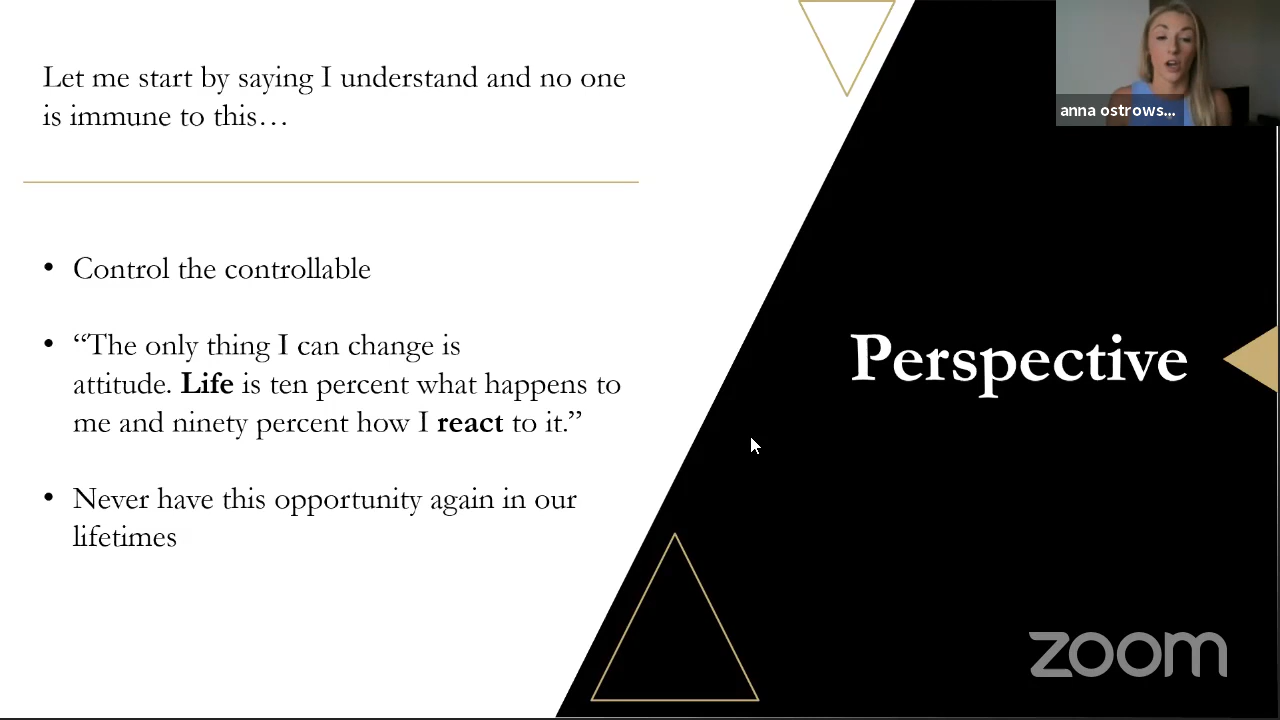 Let me start by saying I understand and no one
is immune to this…
• Control the controllable
• “The only thing I can change is
attitude. Life is ten percent what happens to
me and ninety percent how I react to it.”
• Never have this opportunity again in our
lifetimes
Perspective
anna ostrows...
zoom